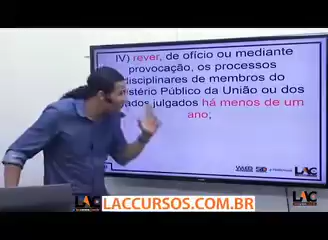 IV) rever, de ofício ou mediante
provocação, os processos
disciplinares de membros do
istério Público da União ou dos
ados julgados há menos de um
ano;
LAC
LAC
LAC
LACCURSOS.COM.BR